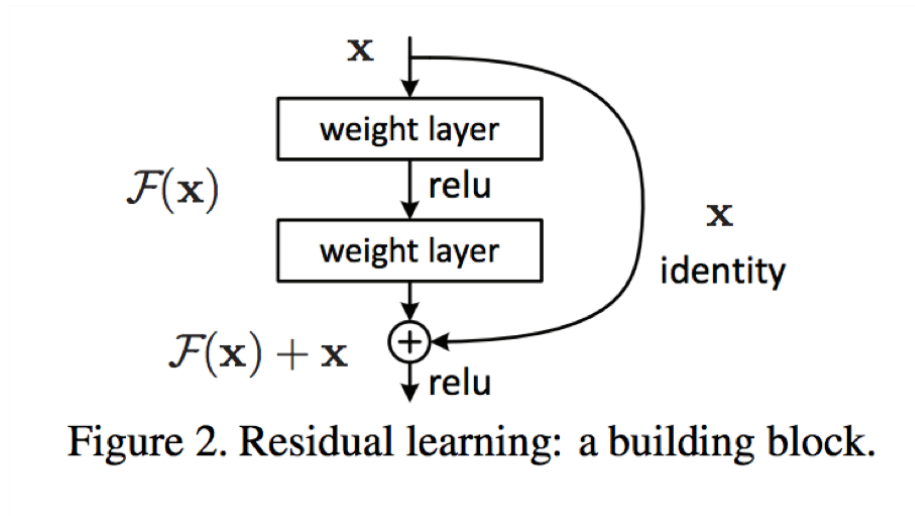 x
weight layer
F(x)
relu
x
weight layer
identity
F(x) + x
+
relu
Figure 2. Residual learning: a building block.